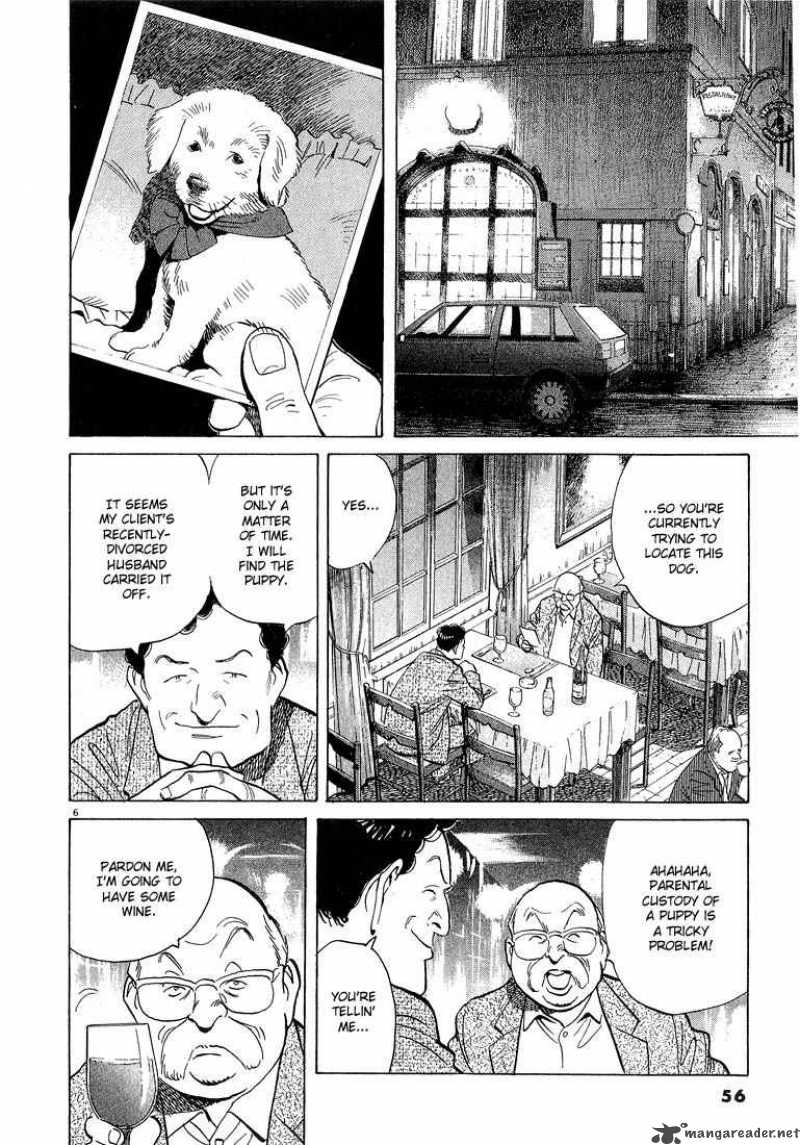 RESTAURANT
...SO YOU'RE
CURRENTLY
TRYING TO
LOCATE THIS
DOG.
YES...
BUT IT'S
ONLY A
MATTER
OF TIME.
I WILL
FIND THE
PUPPY.
IT SEEMS
MY CLIENT'S
RECENTLY-
DIVORCED
HUSBAND
CARRIED IT
OFF.
6
AHAHAHA,
PARENTAL
CUSTODY OF
A PUPPY IS
A TRICKY
PROBLEM!
YOU'RE
TELLIN'
ME...
PARDON ME,
I'M GOING TO
HAVE SOME
WINE.
56
mangareader.net